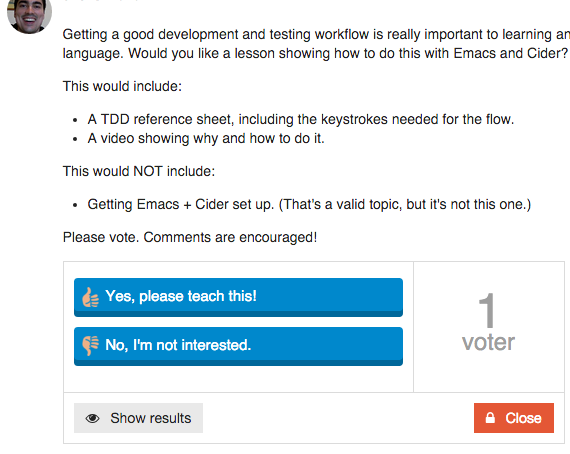 Getting a good development and testing workflow is really important to learning an
language. Would you like a lesson showing how to do this with Emacs and Cider?
This would include:
• A TDD reference sheet, including the keystrokes needed for the flow.
• A video showing why and how to do it.
This would NOT include:
• Getting Emacs + Cider set up. (That's a valid topic, but it's not this one.)
Please vote. Comments are encouraged!
Yes, please teach this!
No, I'm not interested.
1
voter
Show results
Close